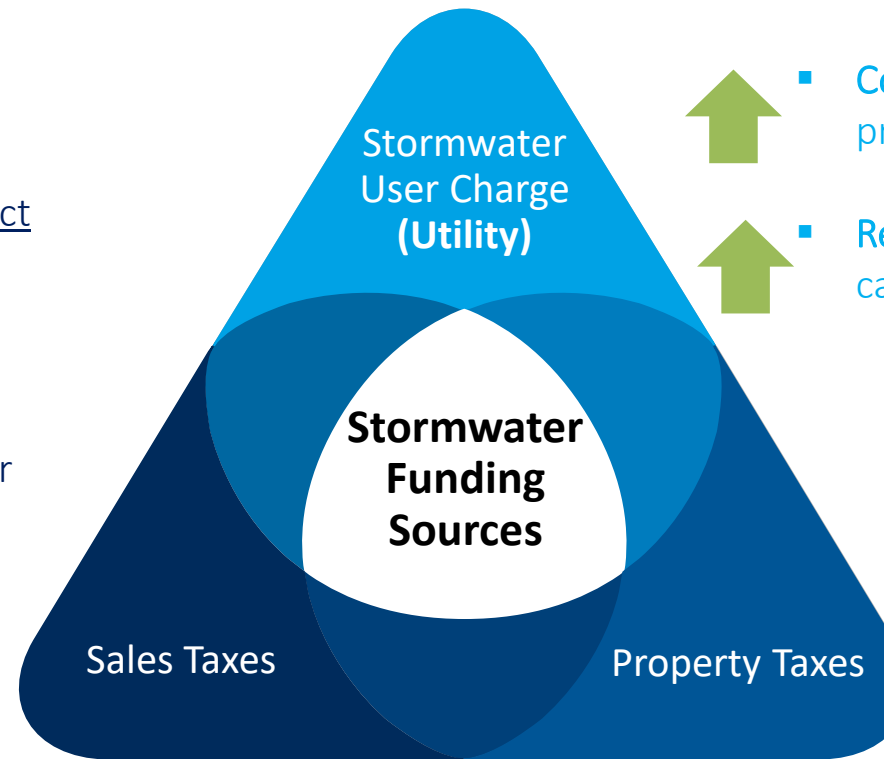 Stormwater
User Charge
(Utility)
Stormwater
Funding
Sources
Sales Taxes
Property Taxes